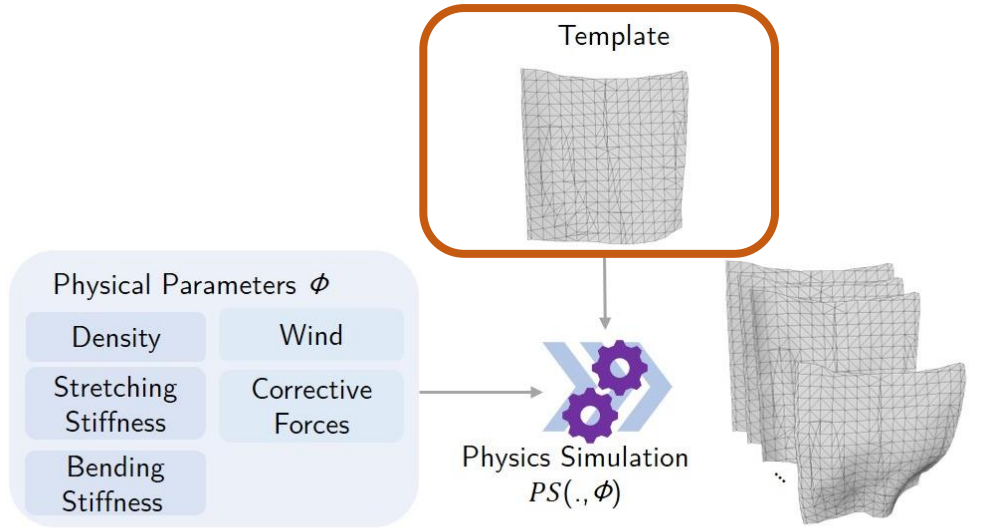 Template
Physical Parameters Φ
Density
Wind
Stretching
Stiffness
Corrective
Forces
Bending
Stiffness
Physics Simulation
PS(.,Φ)
...